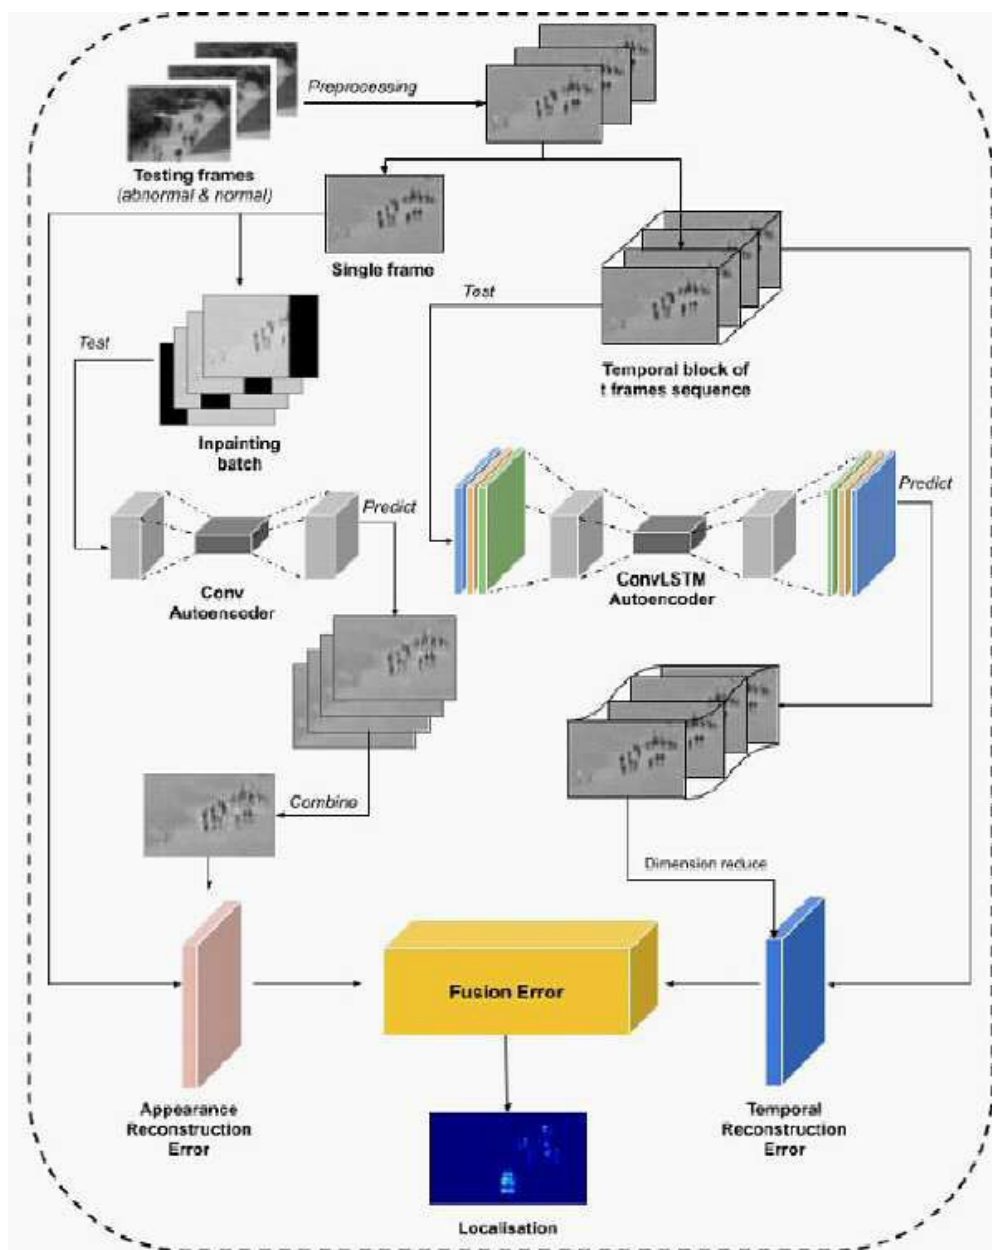 Preprocessing
Testing frames
(abnormal & normal)
Single frame
Test
Test
Temporal block of
t frames sequence
Inpainting
batch
Predict
Predict
Conv
Autoencoder
ConvLSTM
Autoencoder
Combine
Dimension reduce
Fusion Error
Appearance
Reconstruction
Error
Temporal
Reconstruction
Error
Localisation